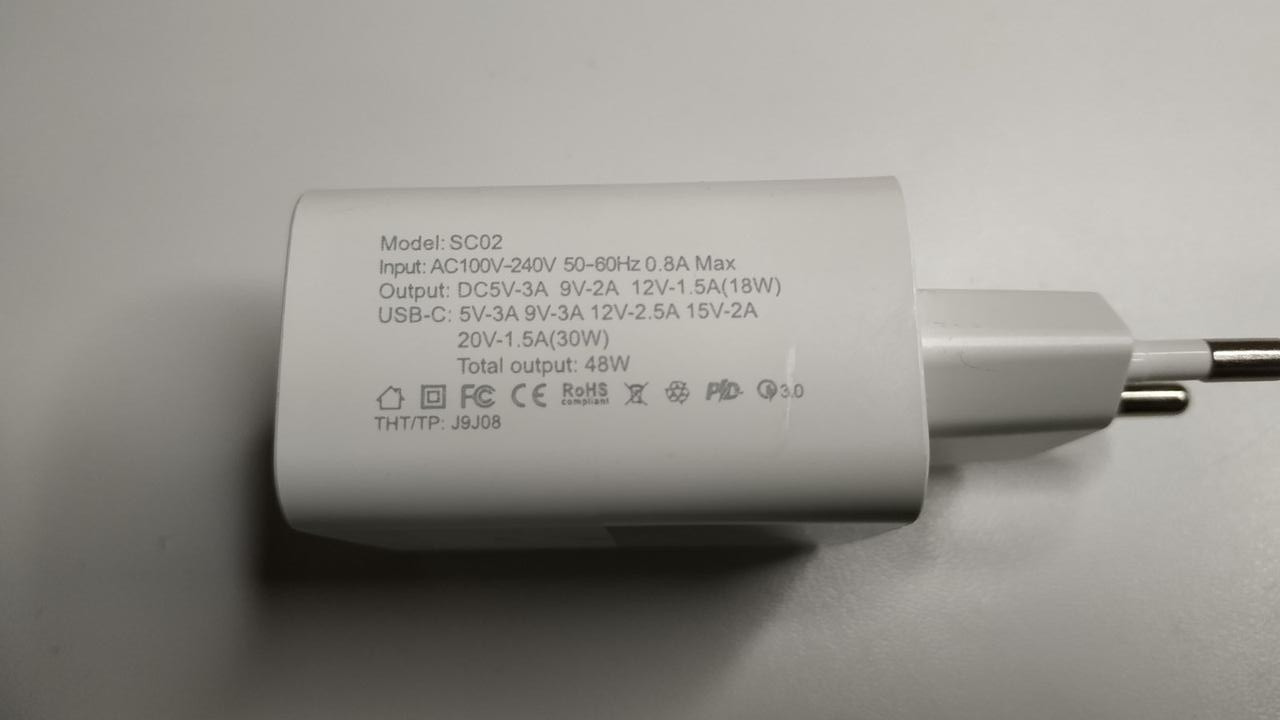 Model: SC02
Input: AC100V-240V 50-60Hz 0.8A Max
Output: DC5V-3A 9V-2A 12V-1.5A(18W)
USB-C: 5V-3A 9V-3A 12V-2.5A 15V-2A
20V-1.5A(30W)
Total output: 48W
FC CE RoHS compliant PD 3.0
THT/TP: J9J08